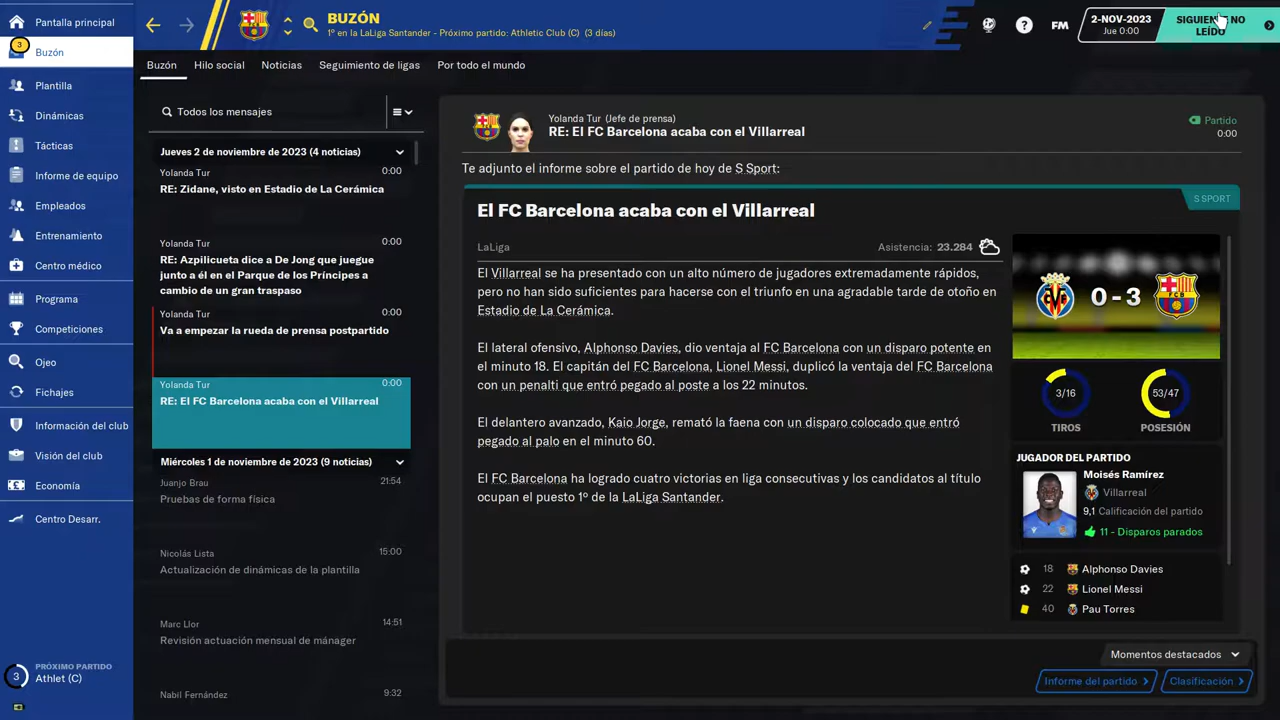 Pantalla principal
3
Buzón
Plantilla
Dinámicas
Tácticas
Informe de equipo
Empleados
Entrenamiento
Centro médico
Programa
Competiciones
Ojeo
Fichajes
Información del club
Visión del club
Economía
Centro Desarr.
3
PRÓXIMO PARTIDO
Athlet (C)
BUZÓN
1º en la LaLiga Santander - Próximo partido: Athletic Club (C) (3 días)
?
FM
2-NOV-2023
Jue 0:00
SIGUIENTE NO
LEÍDO
Buzón
Hilo social
Noticias
Seguimiento de ligas
Por todo el mundo
Todos los mensajes
Jueves 2 de noviembre de 2023 (4 noticias)
Yolanda Tur
0:00
RE: Zidane, visto en Estadio de La Cerámica
Yolanda Tur
0:00
RE: Azpilicueta dice a De Jong que juegue
junto a él en el Parque de los Príncipes a
cambio de un gran traspaso
0:00
Va a empezar la rueda de prensa postpartido
Yolanda Tur
0:00
RE: El FC Barcelona acaba con el Villarreal
Miércoles 1 de noviembre de 2023 (9 noticias)
Juanjo Brau
21:54
Pruebas de forma física
Nicolás Lista
15:00
Actualización de dinámicas de la plantilla
Marc Llor
14:51
Revisión actuación mensual de mánager
Nabil Fernández
9:32
Yolanda Tur (Jefe de prensa)
RE: El FC Barcelona acaba con el Villarreal
Partido
0:00
Te adjunto el informe sobre el partido de hoy de S Sport:
S SPORT
El FC Barcelona acaba con el Villarreal
LaLiga
Asistencia: 23.284
El Villarreal se ha presentado con un alto número de jugadores extremadamente rápidos,
pero no han sido suficientes para hacerse con el triunfo en una agradable tarde de otoño en
Estadio de La Cerámica.
El lateral ofensivo, Alphonso Davies, dio ventaja al FC Barcelona con un disparo potente en
el minuto 18. El capitán del FC Barcelona, Lionel Messi, duplicó la ventaja del FC Barcelona
con un penalti que entró pegado al poste a los 22 minutos.
El delantero avanzado, Kaio Jorge, remató la faena con un disparo colocado que entró
pegado al palo en el minuto 60.
El FC Barcelona ha logrado cuatro victorias en liga consecutivas y los candidatos al título
ocupan el puesto 1º de la LaLiga Santander.
0 - 3
3/16
TIROS
53/47
POSESIÓN
JUGADOR DEL PARTIDO
Moisés Ramírez
Villarreal
9,1 Calificación del partido
11 - Disparos parados
18 Alphonso Davies
22 Lionel Messi
40 Pau Torres
Momentos destacados
Informe del partido
Clasificación